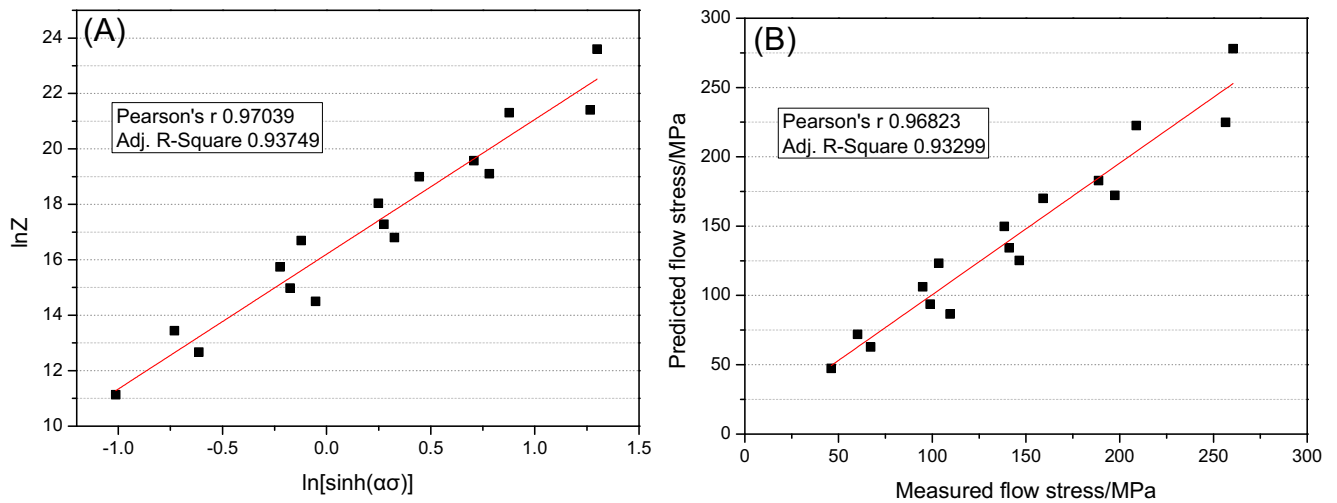 (A)
24
22
20
18
16
14
12
10
lnZ
Pearson's r 0.97039
Adj. R-Square 0.93749
-1.0 -0.5 0.0 0.5 1.0 1.5
ln[sinh(ασ)]
(B)
300
250
200
150
100
50
0
Predicted flow stress/MPa
Pearson's r 0.96823
Adj. R-Square 0.93299
0 50 100 150 200 250 300
Measured flow stress/MPa